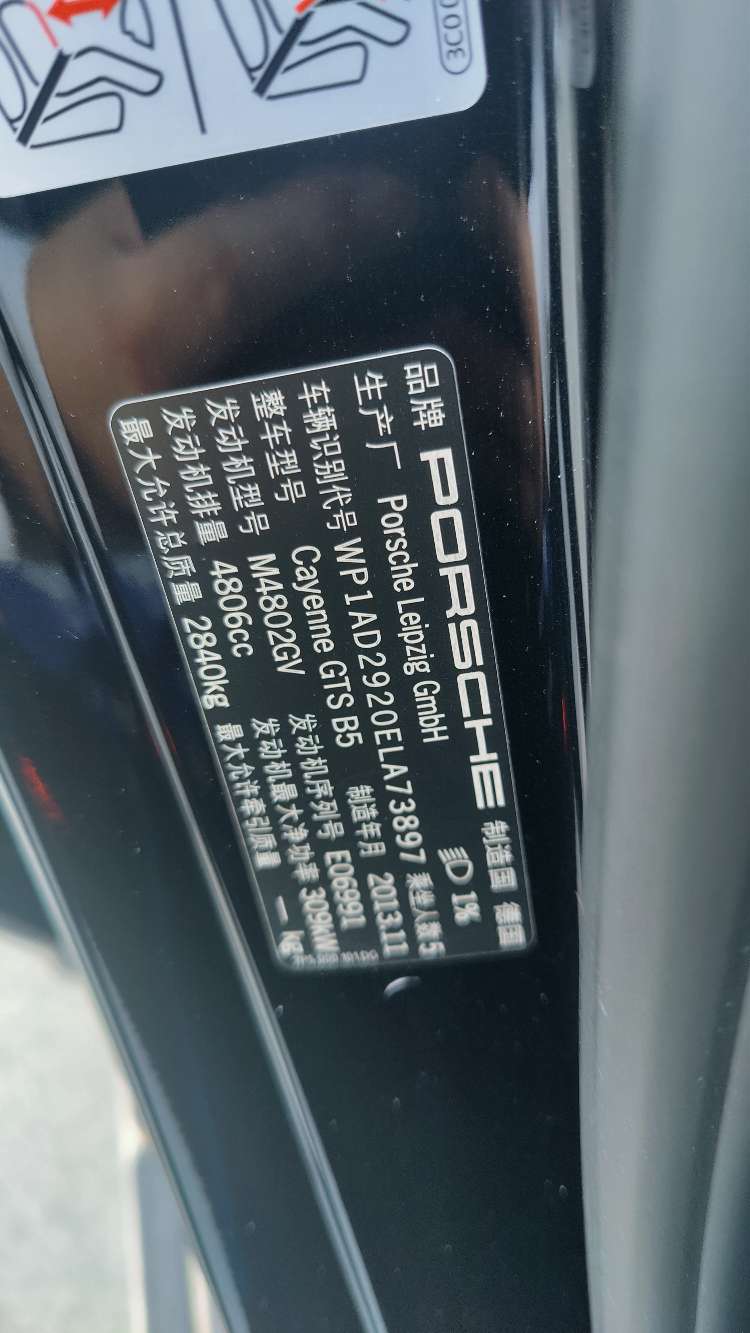 3C0
品牌 PORSCHE 制造国 德国
生产厂 Porsche Leipzig GmbH 1%
车辆识别代号 WP1AD2920ELA73897 乘坐人数 5
整车型号 Cayenne GTS B5 制造年月 2013.11
发动机型号 M4802GV 发动机序列号 E06991
发动机排量 4806cc 发动机最大净功率 309kW
最大允许总质量 2840kg 最大允许牵引质量 — kg